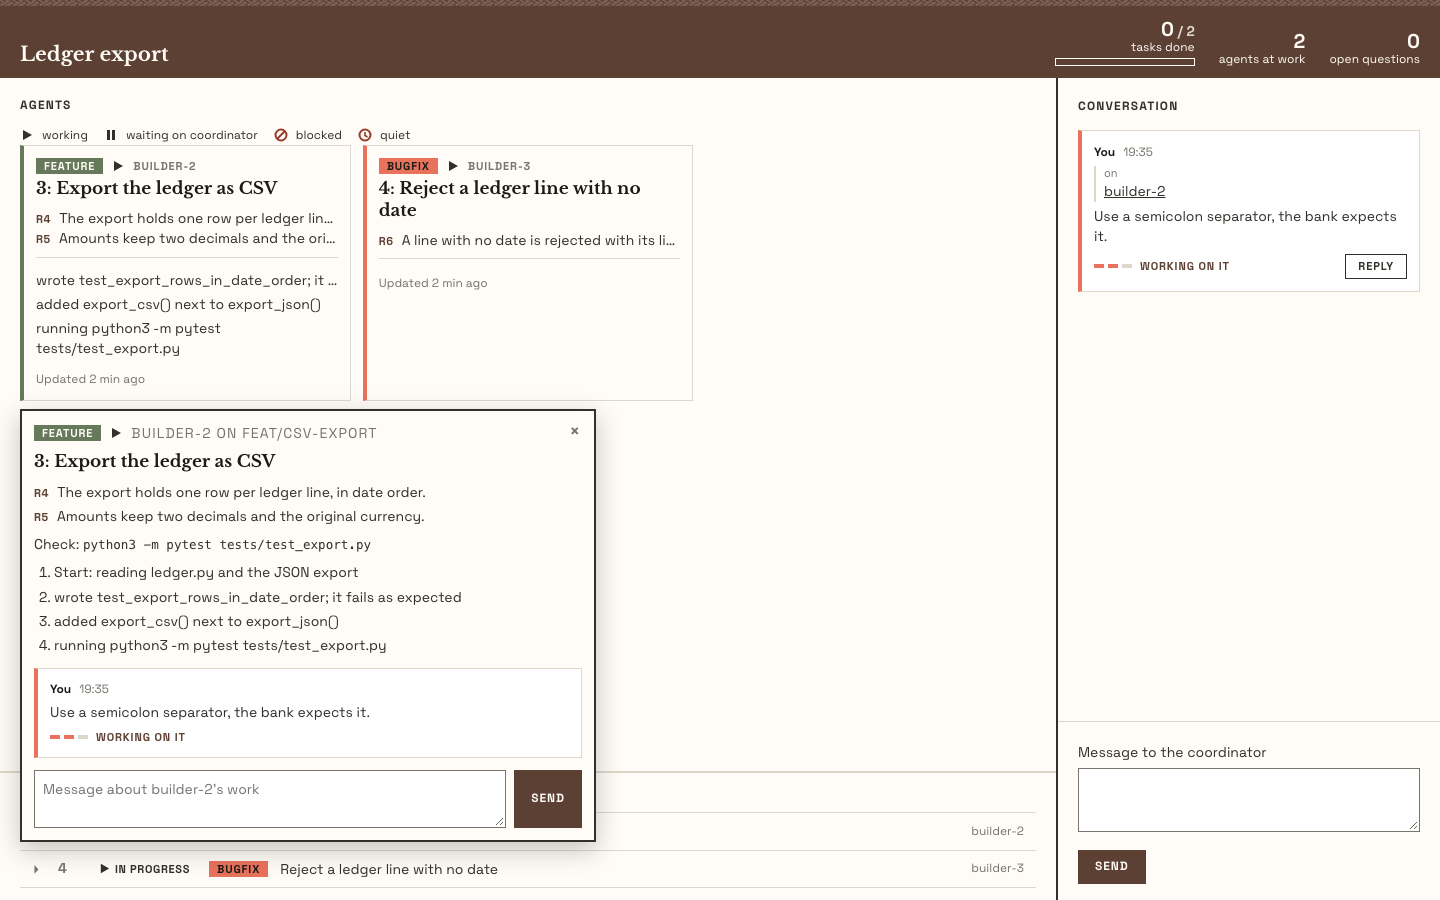 Ledger export
0 / 2
tasks done
2
agents at work
0
open questions
AGENTS
working
waiting on coordinator
blocked
quiet
FEATURE BUILDER-2
3: Export the ledger as CSV
R4 The export holds one row per ledger lin...
R5 Amounts keep two decimals and the ori...
wrote test_export_rows_in_date_order; it ...
added export_csv() next to export_json()
running python3 -m pytest
tests/test_export.py
Updated 2 min ago
BUGFIX BUILDER-3
4: Reject a ledger line with no
date
R6 A line with no date is rejected with its li...
Updated 2 min ago
FEATURE BUILDER-2 ON FEAT/CSV-EXPORT ×
3: Export the ledger as CSV
R4 The export holds one row per ledger line, in date order.
R5 Amounts keep two decimals and the original currency.
Check: python3 -m pytest tests/test_export.py
1. Start: reading ledger.py and the JSON export
2. wrote test_export_rows_in_date_order; it fails as expected
3. added export_csv() next to export_json()
4. running python3 -m pytest tests/test_export.py
You 19:35
Use a semicolon separator, the bank expects it.
WORKING ON IT
Message about builder-2's work
SEND
builder-2
4 IN PROGRESS BUGFIX Reject a ledger line with no date builder-3
CONVERSATION
You 19:35
on
builder-2
Use a semicolon separator, the bank expects
it.
WORKING ON IT
REPLY
Message to the coordinator
SEND